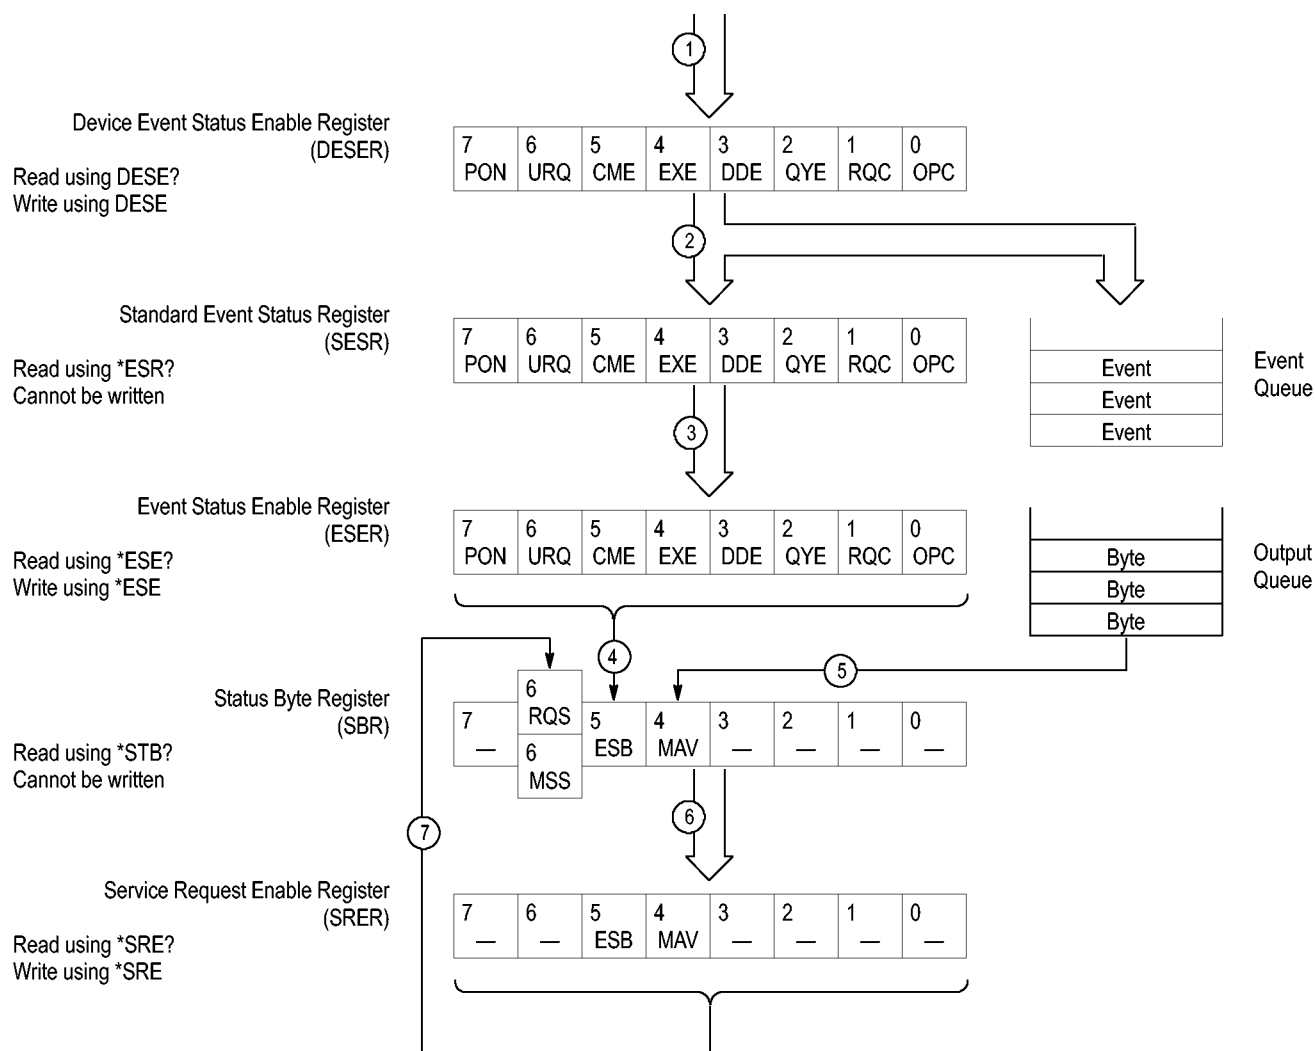 1
Device Event Status Enable Register
(DESER)
Read using DESE?
Write using DESE
7 6 5 4 3 2 1 0
PON URQ CME EXE DDE QYE RQC OPC
2
Standard Event Status Register
(SESR)
Read using *ESR?
Cannot be written
7 6 5 4 3 2 1 0
PON URQ CME EXE DDE QYE RQC OPC
Event
Event
Event
Event
Queue
3
Event Status Enable Register
(ESER)
Read using *ESE?
Write using *ESE
7 6 5 4 3 2 1 0
PON URQ CME EXE DDE QYE RQC OPC
Byte
Byte
Byte
Output
Queue
4
5
Status Byte Register
(SBR)
Read using *STB?
Cannot be written
6
RQS
7 5 4 3 2 1 0
— ESB MAV — — — —
6
MSS
6
7
Service Request Enable Register
(SRER)
Read using *SRE?
Write using *SRE
7 6 5 4 3 2 1 0
— — ESB MAV — — — —